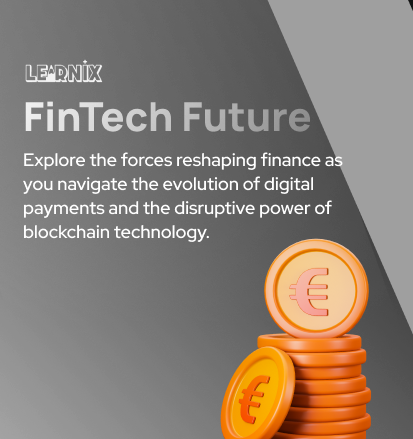 LEARNIX
FinTech Future
Explore the forces reshaping finance as
you navigate the evolution of digital
payments and the disruptive power of
blockchain technology.
€
€